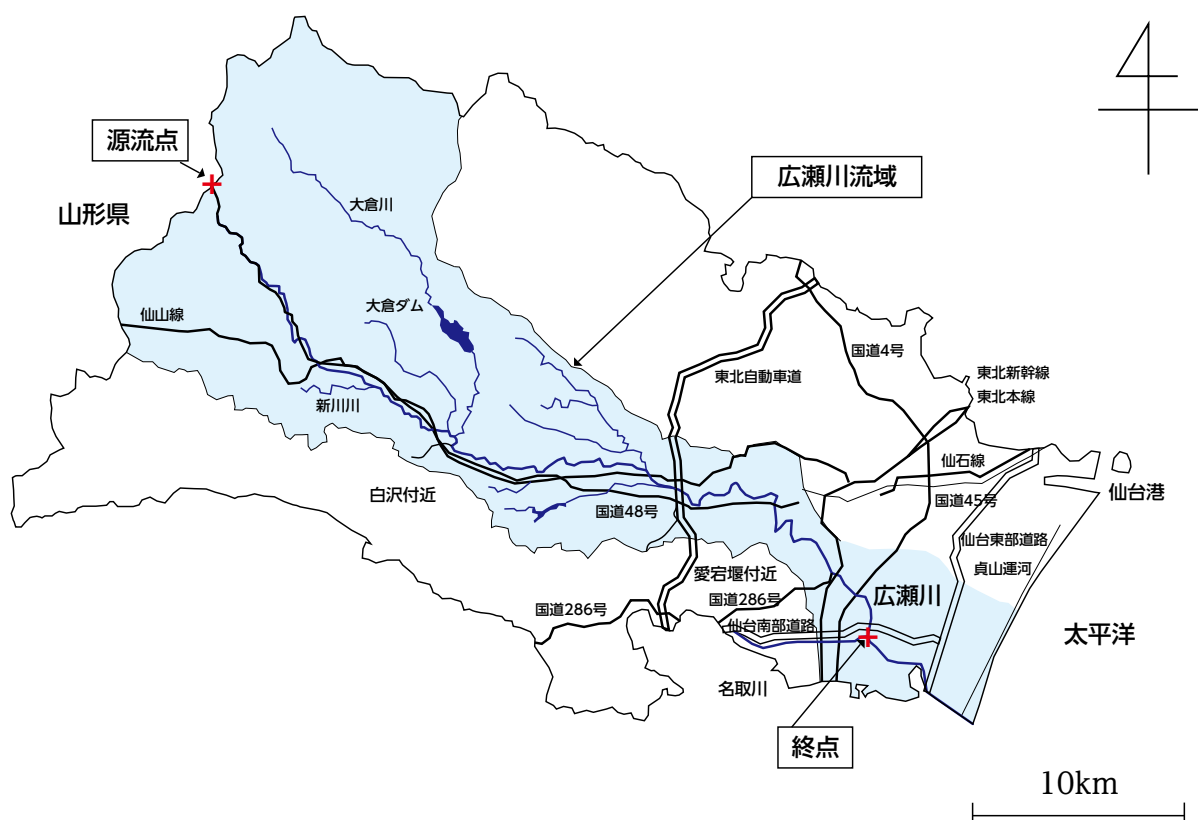 源流点
山形県
広瀬川流域
大倉川
大倉ダム
仙山線
新川川
国道4号
東北自動車道
東北新幹線
東北本線
仙石線
仙台港
白沢付近
国道48号
国道45号
仙台東部道路
貞山運河
愛宕堰付近
国道286号
広瀬川
国道286号
仙台南部道路
太平洋
名取川
終点
10km